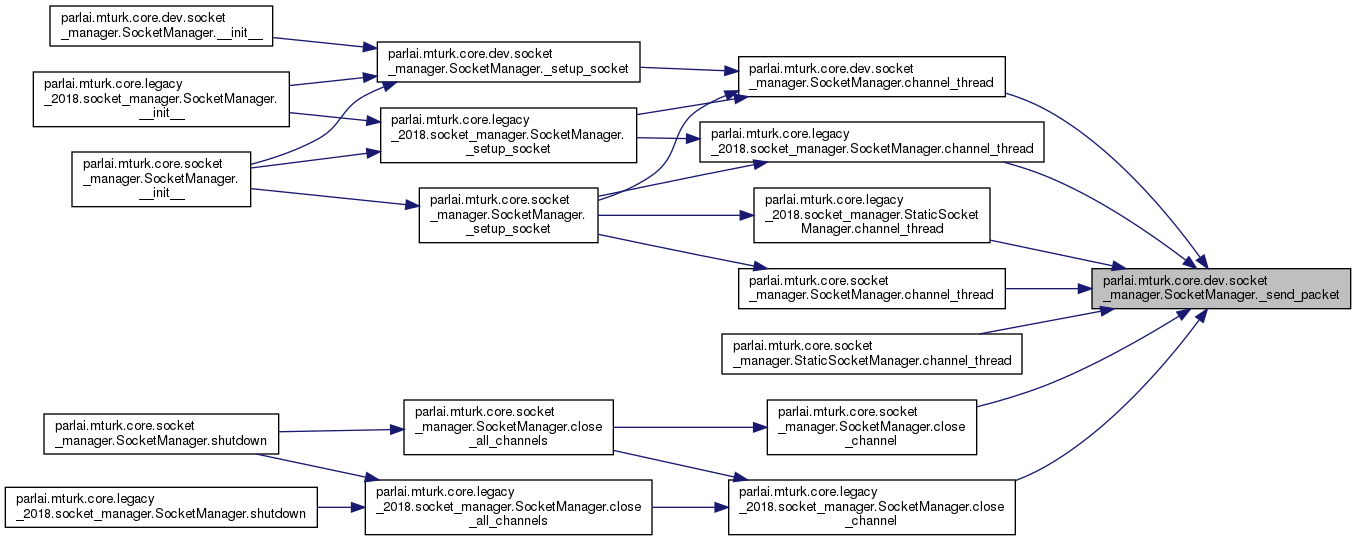 parlai.mturk.core.dev.socket
_manager.SocketManager.__init__
parlai.mturk.core.legacy
_2018.socket_manager.SocketManager.
__init__
parlai.mturk.core.socket
_manager.SocketManager.
__init__
parlai.mturk.core.dev.socket
_manager.SocketManager._setup_socket
parlai.mturk.core.legacy
_2018.socket_manager.SocketManager.
_setup_socket
parlai.mturk.core.socket
_manager.SocketManager.
_setup_socket
parlai.mturk.core.dev.socket
_manager.SocketManager.channel_thread
parlai.mturk.core.legacy
_2018.socket_manager.SocketManager.channel_thread
parlai.mturk.core.legacy
_2018.socket_manager.StaticSocket
Manager.channel_thread
parlai.mturk.core.socket
_manager.SocketManager.channel_thread
parlai.mturk.core.socket
_manager.StaticSocketManager.channel_thread
parlai.mturk.core.dev.socket
_manager.SocketManager._send_packet
parlai.mturk.core.socket
_manager.SocketManager.shutdown
parlai.mturk.core.legacy
_2018.socket_manager.SocketManager.shutdown
parlai.mturk.core.socket
_manager.SocketManager.close
_all_channels
parlai.mturk.core.legacy
_2018.socket_manager.SocketManager.close
_all_channels
parlai.mturk.core.socket
_manager.SocketManager.close
_channel
parlai.mturk.core.legacy
_2018.socket_manager.SocketManager.close
_channel